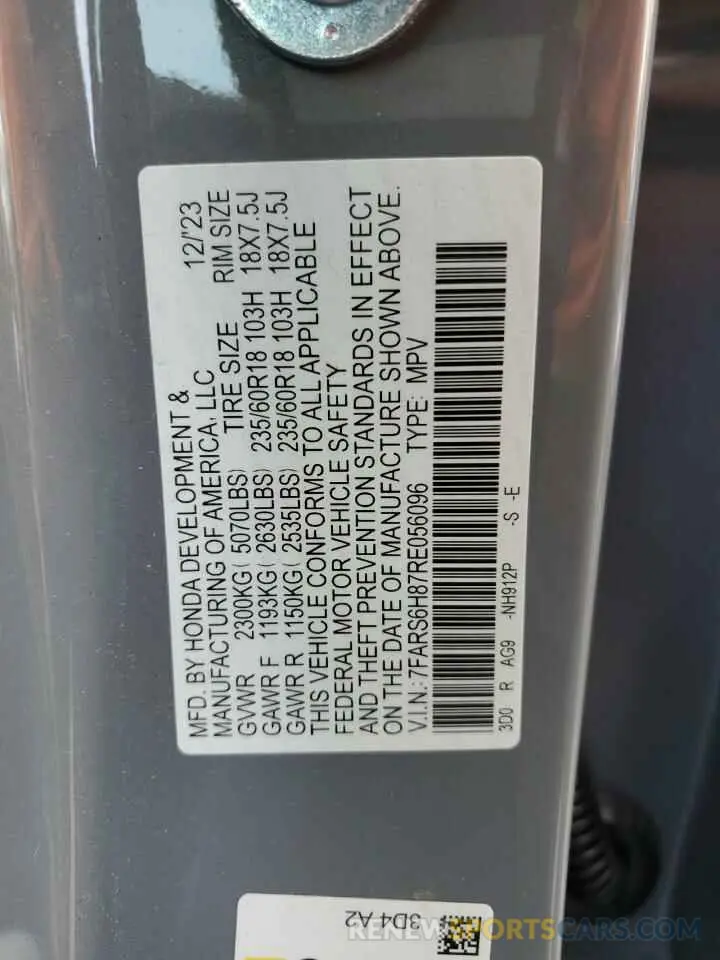 MFD. BY HONDA DEVELOPMENT & 12/'23
MANUFACTURING OF AMERICA, LLC TIRE SIZE RIM SIZE
GVWR 2300KG( 5070LBS)
GAWR F 1193KG( 2630LBS) 235/60R18 103H 18X7.5J
GAWR R 1150KG( 2535LBS) 235/60R18 103H 18X7.5J
THIS VEHICLE CONFORMS TO ALL APPLICABLE
FEDERAL MOTOR VEHICLE SAFETY
AND THEFT PREVENTION STANDARDS IN EFFECT
ON THE DATE OF MANUFACTURE SHOWN ABOVE.
V.I.N.: 7FARS6H87RE056096 TYPE: MPV
3D0 R AG9 -NH912P -S -E
3D4 A2
RENEWSPORTSCARS.COM